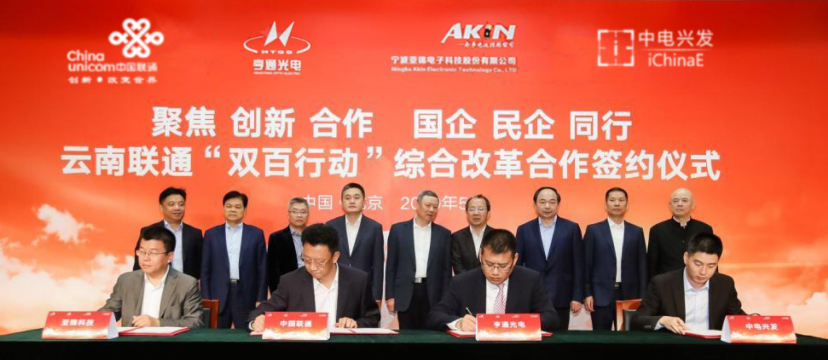 China
unicom中国联通
创新·改变世界
HTGD
亨通光电
AKIN
宁波亚锦电子科技股份有限公司
Ningbo Akin Electronic Technology Co., LTD
中电兴发
iChinaE
聚焦 创新 合作 国企 民企 同行
云南联通“双百行动”综合改革合作签约仪式
中国
京 20
年5
亚锦科技
中国联通
亨通光电
中电兴发